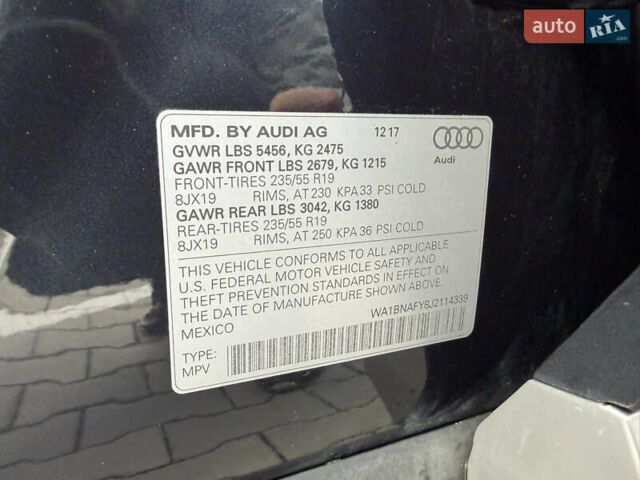 auto RIA
.com
MFD. BY AUDI AG 12 17
GVWR LBS 5456, KG 2475
GAWR FRONT LBS 2679, KG 1215
FRONT-TIRES 235/55 R19
8JX19 RIMS, AT 230 KPA 33 PSI COLD
GAWR REAR LBS 3042, KG 1380
REAR-TIRES 235/55 R19
8JX19 RIMS, AT 250 KPA 36 PSI COLD
Audi
THIS VEHICLE CONFORMS TO ALL APPLICABLE
U.S. FEDERAL MOTOR VEHICLE SAFETY AND
THEFT PREVENTION STANDARDS IN EFFECT ON
THE DATE OF MANUFACTURE SHOWN ABOVE.
MEXICO
WA1BNAFY8J2114339
TYPE:
MPV